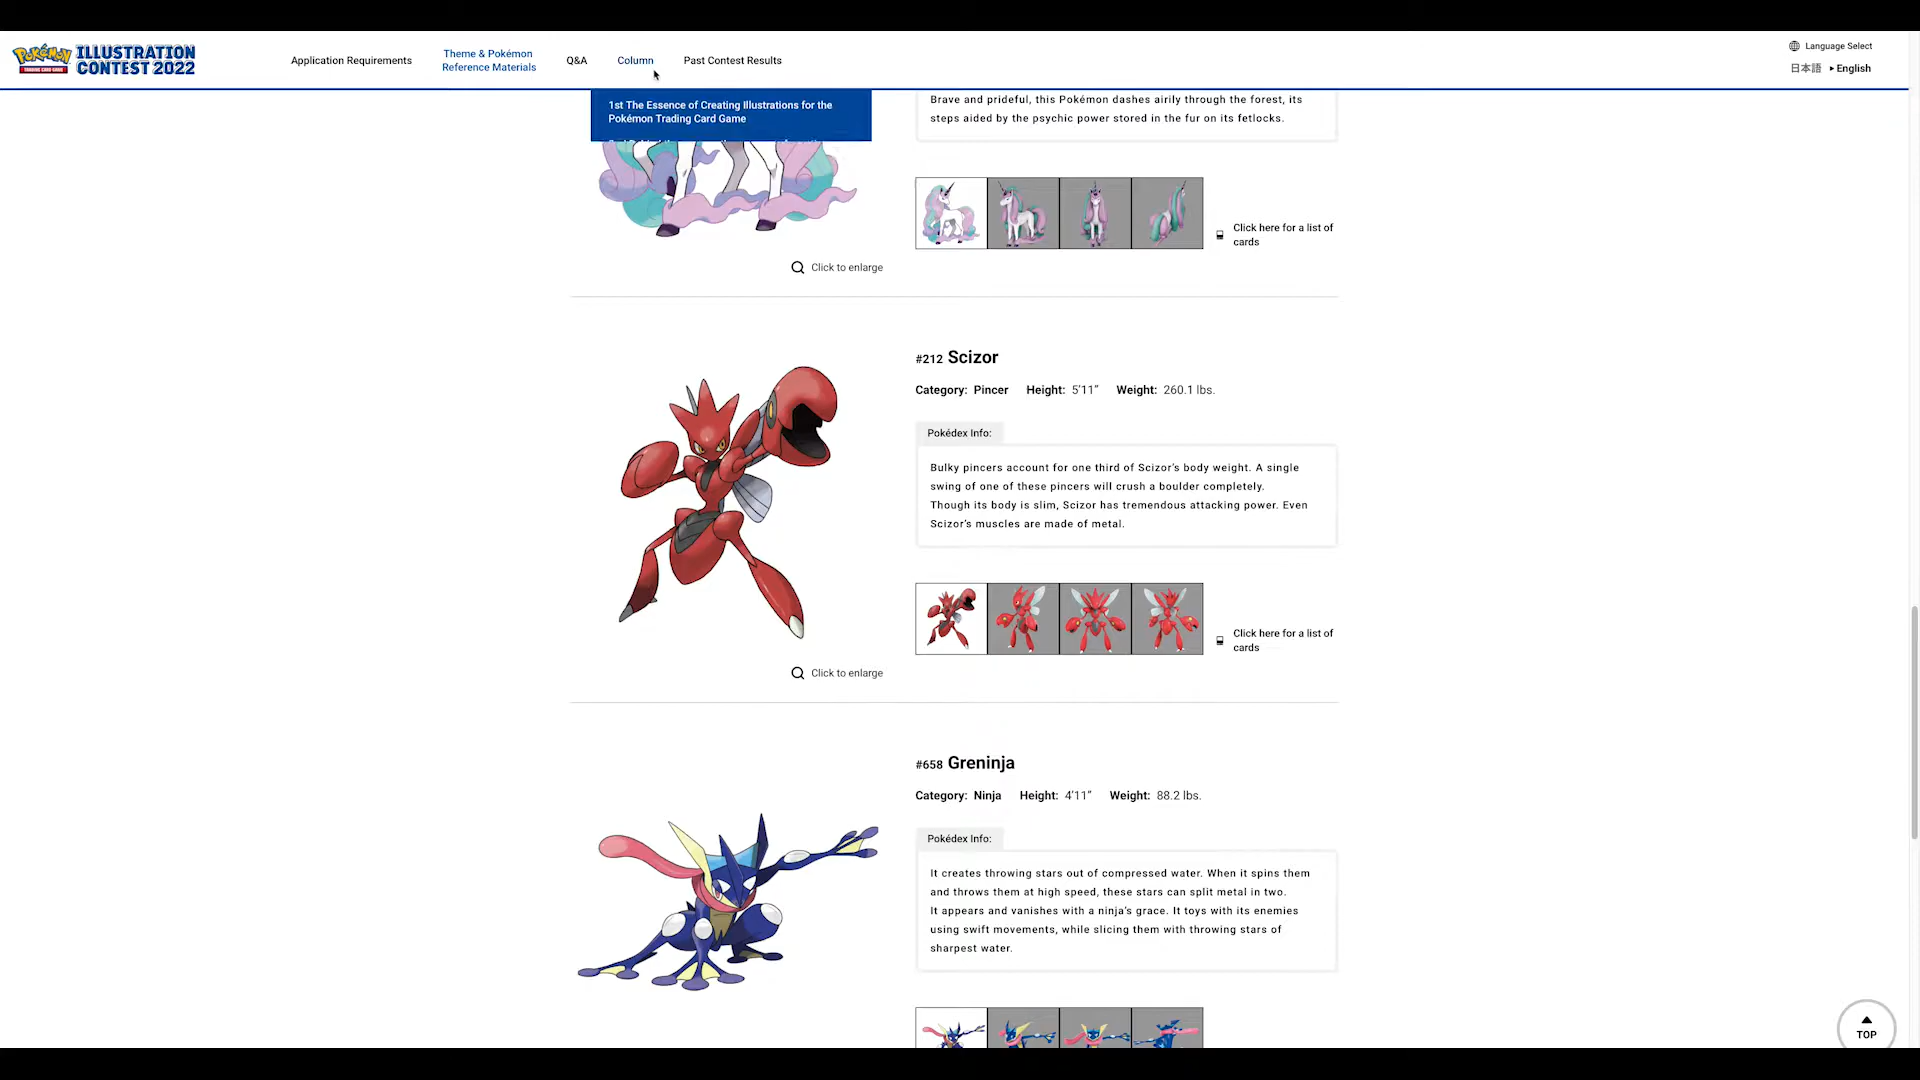 Pokémon
TRADING CARD GAME
ILLUSTRATION
CONTEST 2022
Application Requirements
Theme & Pokémon
Reference Materials
Q&A
Column
Past Contest Results
Language Select
日本語 ▸ English
1st The Essence of Creating Illustrations for the
Pokémon Trading Card Game
Brave and prideful, this Pokémon dashes airily through the forest, its
steps aided by the psychic power stored in the fur on its fetlocks.
Click here for a list of
cards
Click to enlarge
#212 Scizor
Category: Pincer Height: 5'11" Weight: 260.1 lbs.
Pokédex Info:
Bulky pincers account for one third of Scizor's body weight. A single
swing of one of these pincers will crush a boulder completely.
Though its body is slim, Scizor has tremendous attacking power. Even
Scizor's muscles are made of metal.
Click here for a list of
cards
Click to enlarge
#658 Greninja
Category: Ninja Height: 4'11" Weight: 88.2 lbs.
Pokédex Info:
It creates throwing stars out of compressed water. When it spins them
and throws them at high speed, these stars can split metal in two.
It appears and vanishes with a ninja's grace. It toys with its enemies
using swift movements, while slicing them with throwing stars of
sharpest water.
TOP